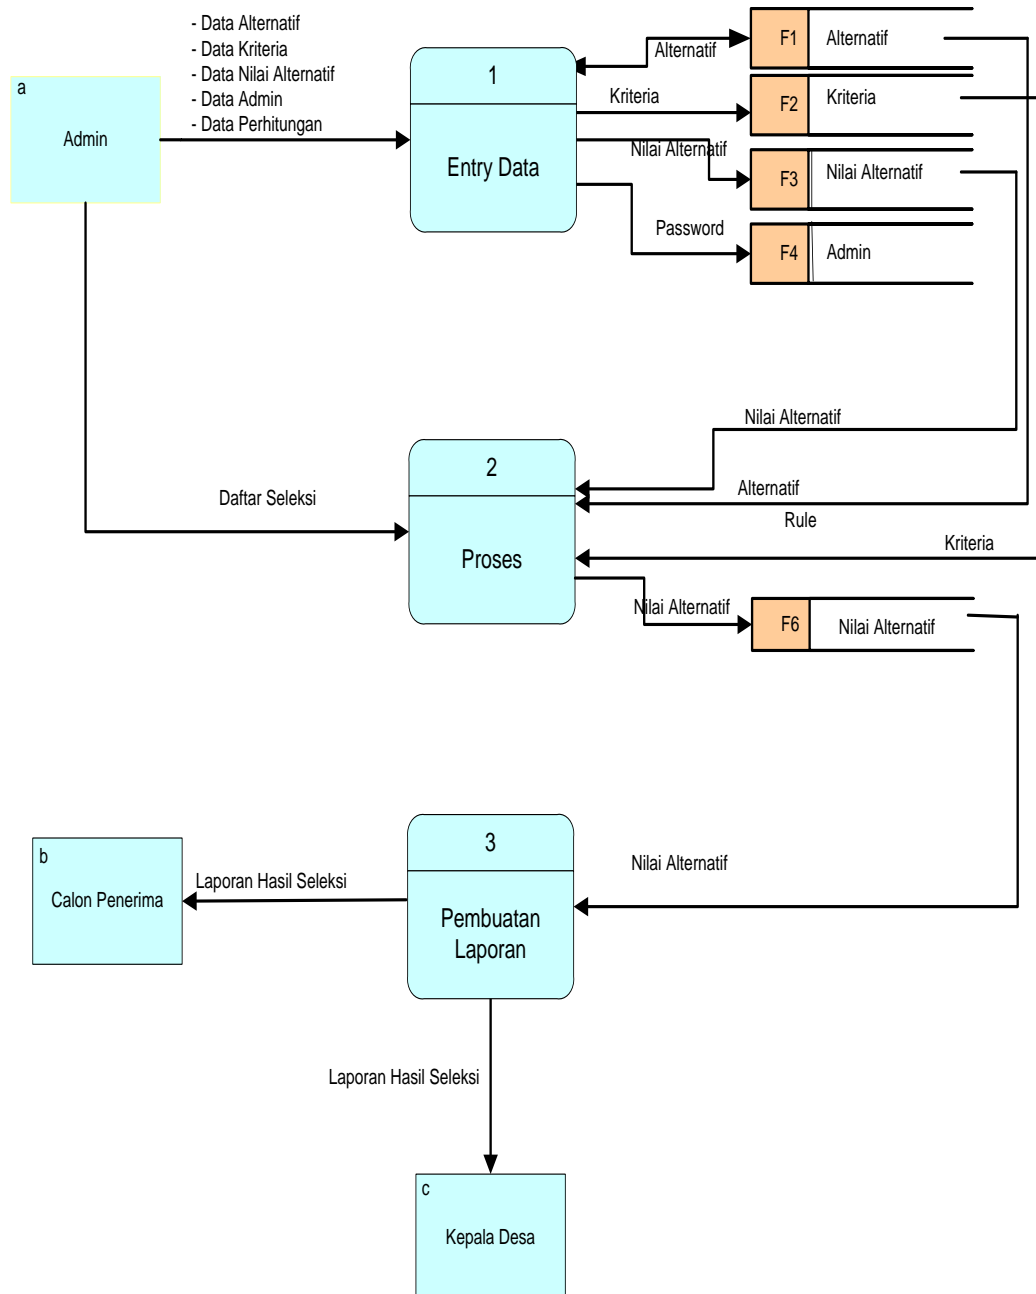 - Data Alternatif
- Data Kriteria
- Data Nilai Alternatif
- Data Admin
- Data Perhitungan
a
Admin
1
Entry Data
Alternatif
Kriteria
Nilai Alternatif
Password
F1 Alternatif
F2 Kriteria
F3 Nilai Alternatif
F4 Admin
Nilai Alternatif
2
Proses
Daftar Seleksi
Alternatif
Rule
Kriteria
Nilai Alternatif
F6 Nilai Alternatif
3
Pembuatan
Laporan
Nilai Alternatif
b
Calon Penerima
Laporan Hasil Seleksi
Laporan Hasil Seleksi
c
Kepala Desa